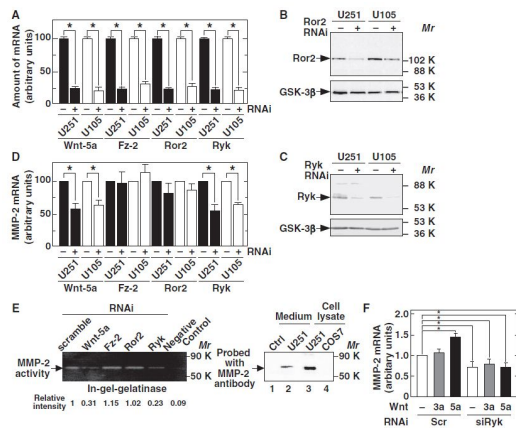 A
Amount of mRNA
(arbitrary units)
100
50
0
* * * * * * * *
– + – + – + – + – + – + – + – + RNAi
U251 U105 U251 U105 U251 U105 U251 U105
Wnt-5a Fz-2 Ror2 Ryk
B
U251 U105
Ror2 RNAi – + – + Mr
Ror2
102 K
88 K
GSK-3β
53 K
36 K
D
MMP-2 mRNA
(arbitrary units)
100
50
0
* * * *
– + – + – + – + – + – + – + – + RNAi
U251 U105 U251 U105 U251 U105 U251 U105
Wnt-5a Fz-2 Ror2 Ryk
C
U251 U105
Ryk RNAi – + – + Mr
Ryk
88 K
53 K
GSK-3β
53 K
36 K
E
RNAi
scramble Wnt-5a Fz-2 Ror2 Ryk Negative Control
Mr
90 K
50 K
MMP-2 activity
In-gel-gelatinase
Relative intensity 1 0.31 1.15 1.02 0.23 0.09
Medium Cell lysate
Ctrl U251 U251 COS7
Mr
90 K
50 K
Probed with MMP-2 antibody
1 2 3 4
F
MMP-2 mRNA
(arbitary units)
2.0
1.5
1.0
0.5
0
* * * *
Wnt – 3a 5a – 3a 5a
RNAi Scr siRyk